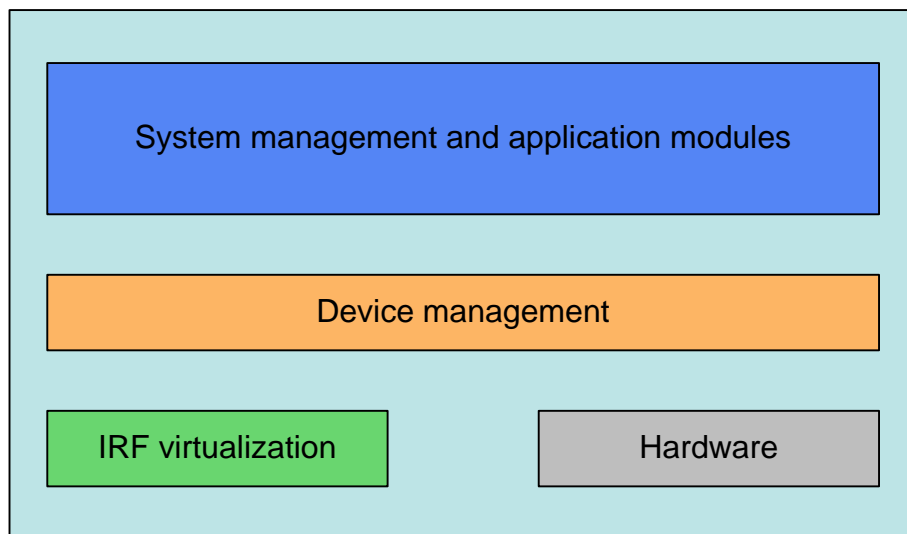 System management and application modules
Device management
IRF virtualization
Hardware